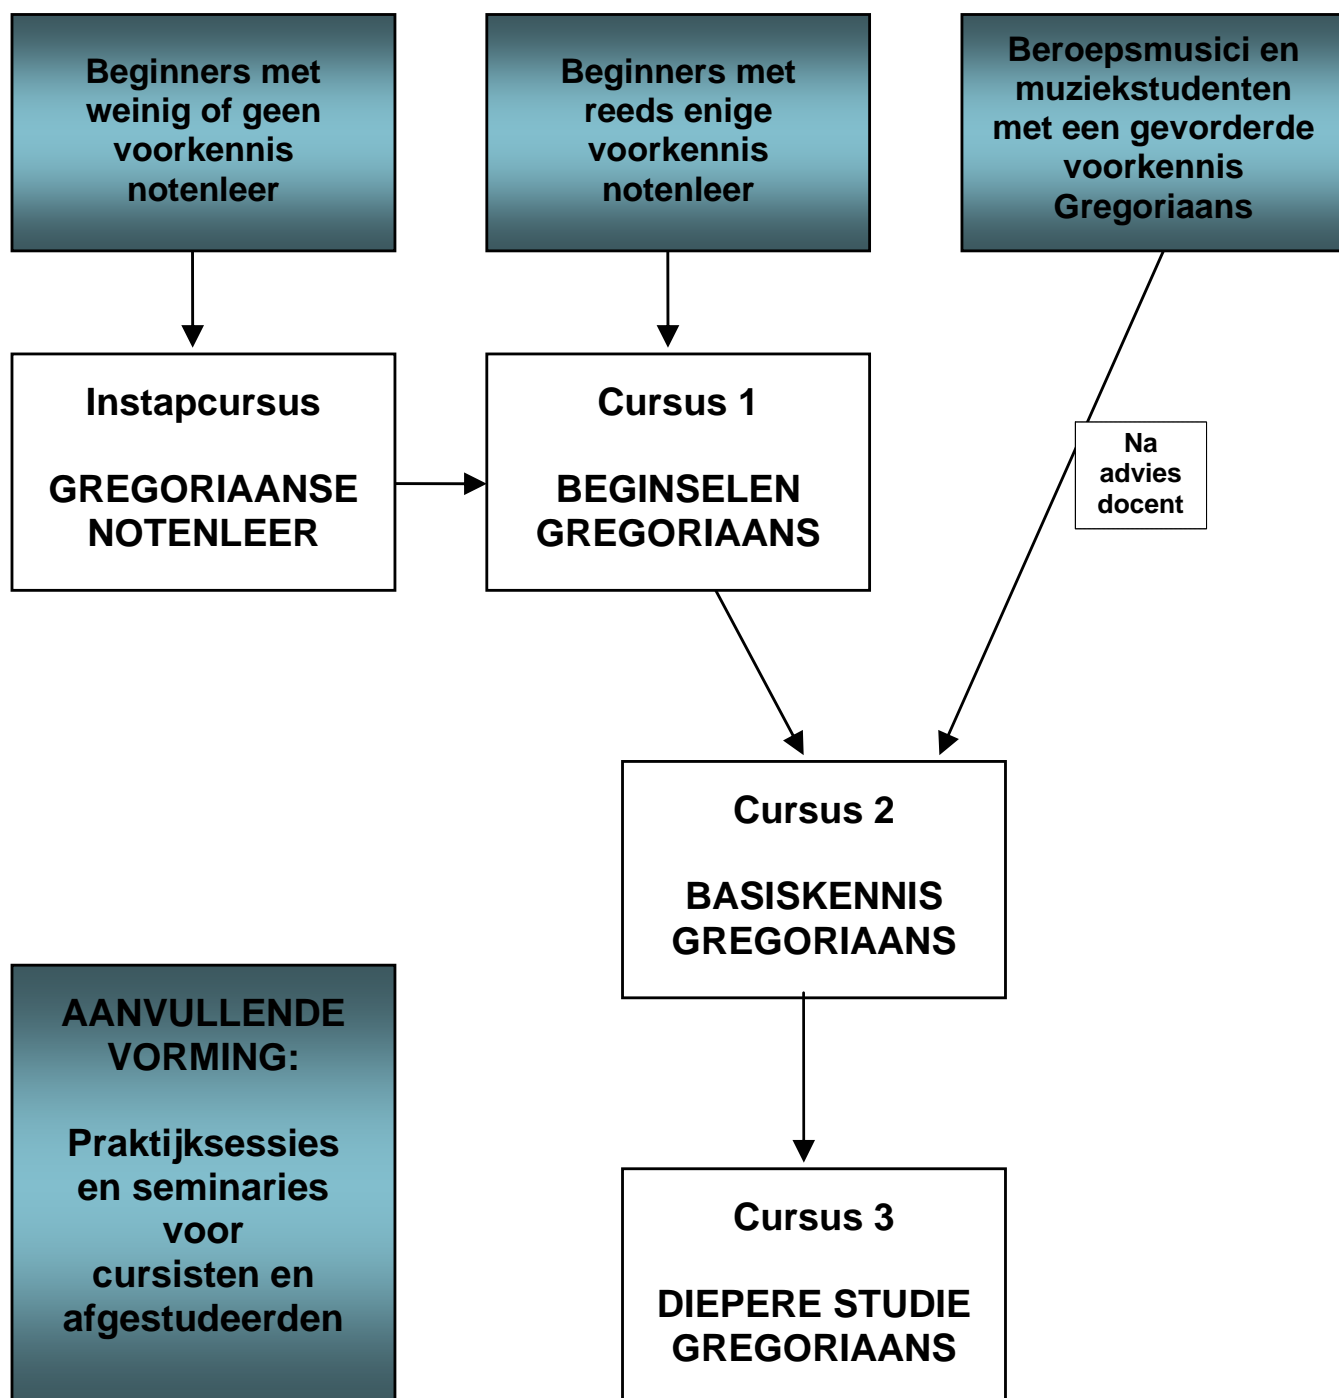 Beginners met
weinig of geen
voorkennis
notenleer
Beginners met
reeds enige
voorkennis
notenleer
Beroepsmusici en
muziekstudenten
met een gevorderde
voorkennis
Gregoriaans
Instapcursus
GREGORIAANSE
NOTENLEER
Cursus 1
BEGINSELEN
GREGORIAANS
Na
advies
docent
Cursus 2
BASISKENNIS
GREGORIAANS
AANVULLENDE
VORMING:
Praktijksessies
en seminaries
voor
cursisten en
afgestudeerden
Cursus 3
DIEPERE STUDIE
GREGORIAANS